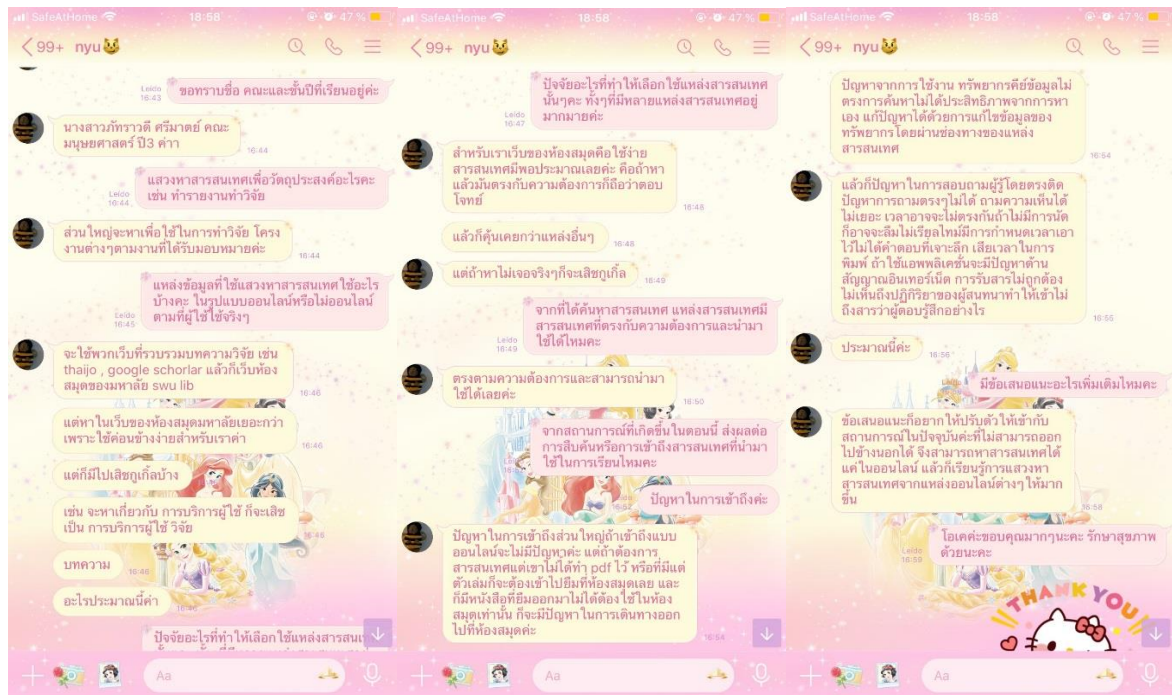 SafeAtHome 18:58 47 %
99+ nyu
Leído
16:43
ขอทราบชื่อ คณะและชั้นปีที่เรียนอยู่ค่ะ
นางสาวภัทราวดี ศรีมาตย์ คณะ
มนุษยศาสตร์ ปี3 ค่าา
16:44
แสวงหาสารสนเทศเพื่อวัตถุประสงค์อะไรคะ
เช่น ทำรายงานทำวิจัย
Leído
16:44
ส่วนใหญ่จะหาเพื่อใช้ในการทำวิจัย โครง
งานต่างๆตามงานที่ได้รับมอบหมายค่ะ
16:44
แหล่งข้อมูลที่ใช้แสวงหาสารสนเทศใช้อะไร
บ้างคะ ในรูปแบบออนไลน์หรือไม่ออนไลน์
ตามที่ผู้ใช้ใช้จริงๆ
Leído
16:45
จะใช้พวกเว็บที่รวบรวมบทความวิจัย เช่น
thaijo , google schorlar แล้วก็เว็บห้อง
สมุดของมหาลัย swu lib
16:46
แต่หาในเว็บของห้องสมุดมหาลัยเยอะกว่า
เพราะใช้ค่อนข้างง่ายสำหรับเราค่า
16:46
แต่ก็มีไปเสิชกูเกิ้ลบ้าง
เช่น จะหาเกี่ยวกับ การบริการผู้ใช้ ก็จะเสิช
เป็น การบริการผู้ใช้ วิจัย
16:46
บทความ
16:46
อะไรประมาณนี้ค่า
16:46
ปัจจัยอะไรที่ทำให้เลือกใช้แหล่งสารสนเ
Aa
SafeAtHome 18:58 47 %
99+ nyu
ปัจจัยอะไรที่ทำให้เลือกใช้แหล่งสารสนเทศ
นั้นๆคะ ทั้งๆที่มีหลายแหล่งสารสนเทศอยู่
มากมายค่ะ
Leído
16:47
สำหรับเราเว็บของห้องสมุดคือใช้ง่าย
สารสนเทศมีพอประมาณเลยค่ะ คือถ้าหา
แล้วมันตรงกับความต้องการก็ถือว่าตอบ
โจทย์
16:48
แล้วก็คุ้นเคยกว่าแหล่งอื่นๆ
16:48
แต่ถ้าหาไม่เจอจริงๆก็จะเสิชกูเกิ้ล
16:49
จากที่ได้ค้นหาสารสนเทศ แหล่งสารสนเทศมี
สารสนเทศที่ตรงกับความต้องการและนำมา
ใช้ได้ไหมคะ
Leído
16:49
ตรงตามความต้องการและสามารถนำมา
ใช้ได้เลยค่ะ
16:50
จากสถานการณ์ที่เกิดขึ้นในตอนนี้ ส่งผลต่อ
การสืบค้นหรือการเข้าถึงสารสนเทศที่นำมา
ใช้ในการเรียนไหมคะ
ปัญหาในการเข้าถึงค่ะ
ปัญหาในการเข้าถึงส่วนใหญ่ถ้าเข้าถึงแบบ
ออนไลน์จะไม่มีปัญหาค่ะ แต่ถ้าต้องการ
สารสนเทศแต่เขาไม่ได้ทำ pdf ไว้ หรือที่มีแต่
ตัวเล่มก็จะต้องเข้าไปยืมที่ห้องสมุดเลย และ
ก็มีหนังสือที่ยืมออกมาไม่ได้ต้องใช้ในห้อง
สมุดเท่านั้น ก็จะมีปัญหาในการเดินทางออก
ไปที่ห้องสมุดค่ะ
16:54
Aa
SafeAtHome 18:58 47 %
99+ nyu
ปัญหาจากการใช้งาน ทรัพยากรคีย์ข้อมูลไม่
ตรงการค้นหาไม่ได้ประสิทธิภาพจากการหา
เอง แก้ปัญหาได้ด้วยการแก้ไขข้อมูลของ
ทรัพยากรโดยผ่านช่องทางของแหล่ง
สารสนเทศ
16:54
แล้วก็ปัญหาในการสอบถามผู้รู้โดยตรงติด
ปัญหาการถามตรงๆไม่ได้ ถามความเห็นได้
ไม่เยอะ เวลาอาจจะไม่ตรงกันถ้าไม่มีการนัด
ก็อาจจะลืมไม่เรียลไทม์มีการกำหนดเวลาเอา
ไว้ไม่ได้คำตอบที่เจาะลึก เสียเวลาในการ
พิมพ์ ถ้าใช้แอพพลิเคชั่นจะมีปัญหาด้าน
สัญญาณอินเทอร์เน็ต การรับสารไม่ถูกต้อง
ไม่เห็นถึงปฏิกิริยาของผู้สนทนาทำให้เข้าไม่
ถึงสารว่าผู้ตอบรู้สึกอย่างไร
16:55
ประมาณนี้ค่ะ
16:56
มีข้อเสนอแนะอะไรเพิ่มเติมไหมคะ
ข้อเสนอแนะก็อยากให้ปรับตัวให้เข้ากับ
สถานการณ์ในปัจจุบันค่ะที่ไม่สามารถออก
ไปข้างนอกได้ จึงสามารถหาสารสนเทศได้
แค่ในออนไลน์ แล้วก็เรียนรู้การแสวงหา
สารสนเทศจากแหล่งออนไลน์ต่างๆให้มาก
ขึ้น
16:58
โอเคค่ะขอบคุณมากๆนะคะ รักษาสุขภาพ
ด้วยนะคะ
Leído
16:59
THANK YOU
Aa